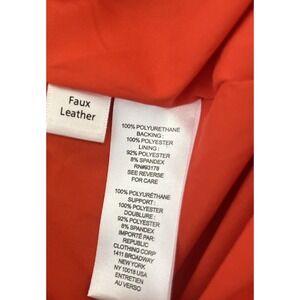 Faux
Leather
100% POLYURETHANE
BACKING :
100% POLYESTER
LINING :
92% POLYESTER
8% SPANDEX
RN#93179
SEE REVERSE
FOR CARE
100% POLYURÉTHANE
SUPPORT :
100% POLYESTER
DOUBLURE :
92% POLYESTER
8% SPANDEX
IMPORTÉ PAR:
REPUBLIC
CLOTHING CORP
1411 BROADWAY
NEW YORK
NY 10018 USA
ENTRETIEN
AU VERSO